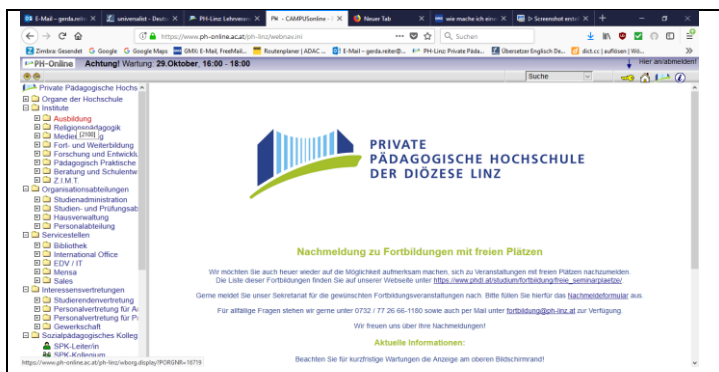 E-Mail - gerda.reite
universalist - Deuts
PH-Linz Lehrveran
PH - CAMPUSonline -
Neuer Tab
wie mache ich ein
Screenshot erste
https://www.ph-online.ac.at/ph-linz/webnav.ini
Suchen
Zimbra: Gesendet
Google
Google Maps
GMX: E-Mail, FreeMail...
Routenplaner | ADAC ...
E-Mail – gerda.reiter@...
PH-Linz Private Päda...
Übersetzer Englisch De...
dict.cc | auflösen | Wö...
PH-Online Achtung! Wartung: 29.Oktober, 16:00 - 18:00
Hier an/abmelden!
Suche
Private Pädagogische Hochs
Organe der Hochschule
Institute
Ausbildung
Religionspädagogik
Medien
[2100]
g
Fort- und Weiterbildung
Forschung und Entwicklu
Pädagogisch Praktische
Beratung und Schulentw
Z.I.M.T.
Organisationsabteilungen
Studienadministration
Studien- und Prüfungsab
Hausverwaltung
Personalabteilung
Servicestellen
Bibliothek
International Office
EDV / IT
Mensa
Sales
Interessensvertretungen
Studierendenvertretung
Personalvertretung für A
Personalvertretung für P
Gewerkschaft
Sozialpädagogisches Kolleg
SPK-Leiter/in
SPK-Kollegium
https://www.ph-online.ac.at/ph-linz/wborg.display?PORGNR=18719
PRIVATE
PÄDAGOGISCHE HOCHSCHULE
DER DIÖZESE LINZ
Nachmeldung zu Fortbildungen mit freien Plätzen
Wir möchten Sie auch heuer wieder auf die Möglichkeit aufmerksam machen, sich zu Veranstaltungen mit freien Plätzen nachzumelden.
Die Liste dieser Fortbildungen finden Sie auf unserer Webseite unter https://www.phdl.at/studium/fortbildung/freie_seminarplaetze/
Gerne meldet Sie unser Sekretariat für die gewünschten Fortbildungsveranstaltungen nach. Bitte füllen Sie hierfür das Nachmeldeformular aus.
Für allfällige Fragen stehen wir gerne unter 0732 / 77 26 66-1180 sowie auch per Mail unter fortbildung@ph-linz.at zur Verfügung.
Wir freuen uns über Ihre Nachmeldungen!
Aktuelle Informationen:
Beachten Sie für kurzfristge Wartungen die Anzeige am oberen Bildschirmrand!